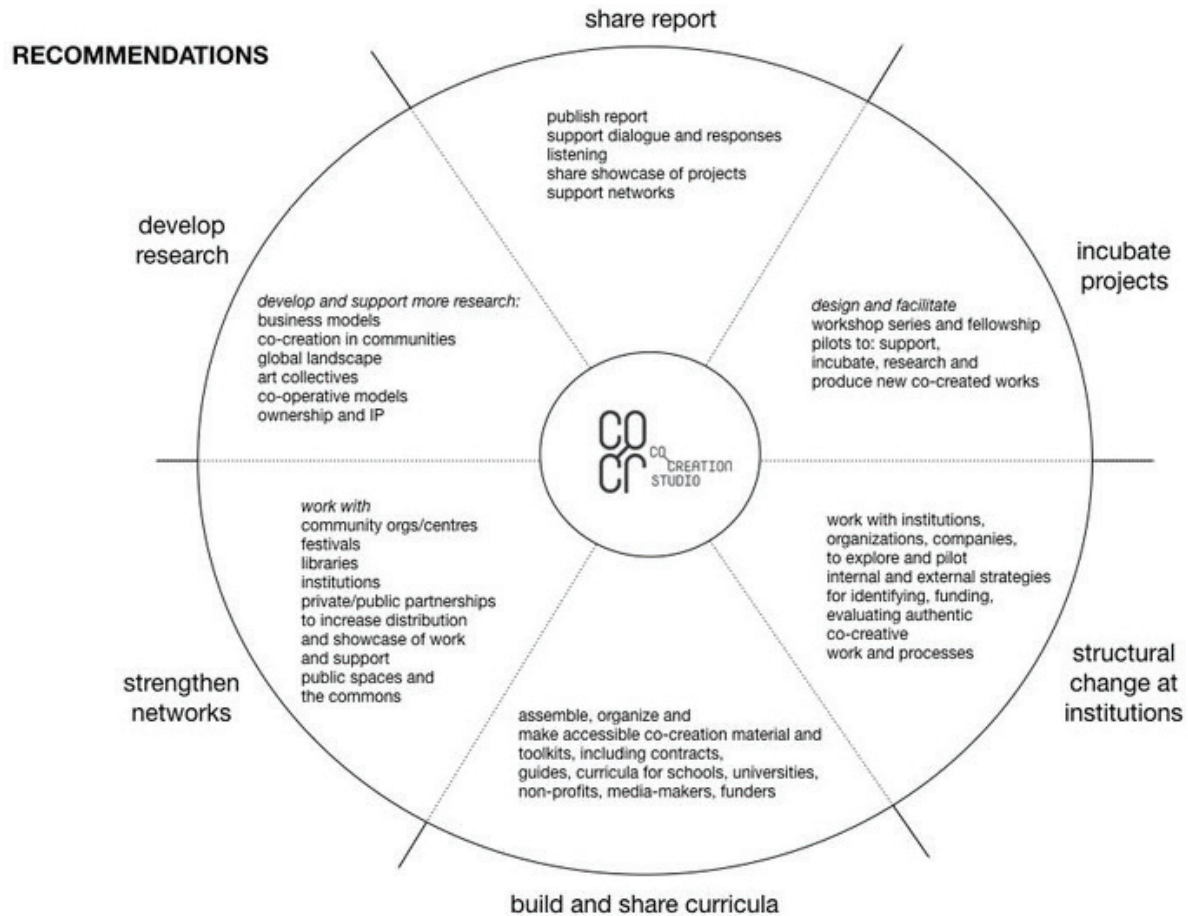 RECOMMENDATIONS
share report
publish report
support dialogue and responses
listening
share showcase of projects
support networks
incubate
projects
design and facilitate
workshop series and fellowship
pilots to: support,
incubate, research and
produce new co-created works
structural
change at
institutions
work with institutions,
organizations, companies,
to explore and pilot
internal and external strategies
for identifying, funding,
evaluating authentic
co-creative
work and processes
build and share curricula
assemble, organize and
make accessible co-creation material and
toolkits, including contracts,
guides, curricula for schools, universities,
non-profits, media-makers, funders
strengthen
networks
work with
community orgs/centres
festivals
libraries
institutions
private/public partnerships
to increase distribution
and showcase of work
and support
public spaces and
the commons
develop
research
develop and support more research:
business models
co-creation in communities
global landscape
art collectives
co-operative models
ownership and IP
CO
Cr
CO
CREATION
STUDIO